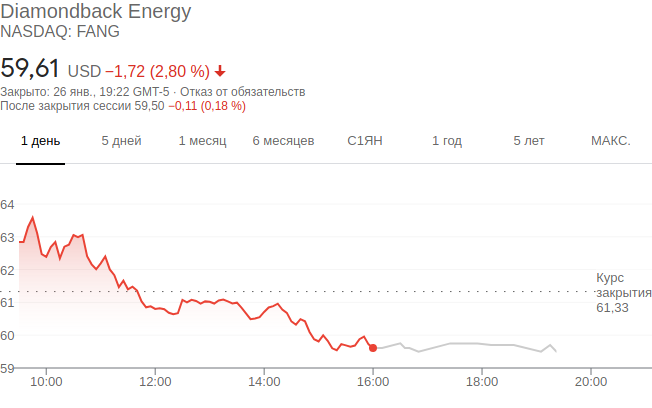 Diamondback Energy
NASDAQ: FANG
59,61 USD −1,72 (2,80 %)
Закрыто: 26 янв., 19:22 GMT-5 · Отказ от обязательств
После закрытия сессии 59,50 −0,11 (0,18 %)
1 день 5 дней 1 месяц 6 месяцев С1ЯН 1 год 5 лет МАКС.
64
63
62
61
60
59
Курс
закрытия
61,33
10:00 12:00 14:00 16:00 18:00 20:00